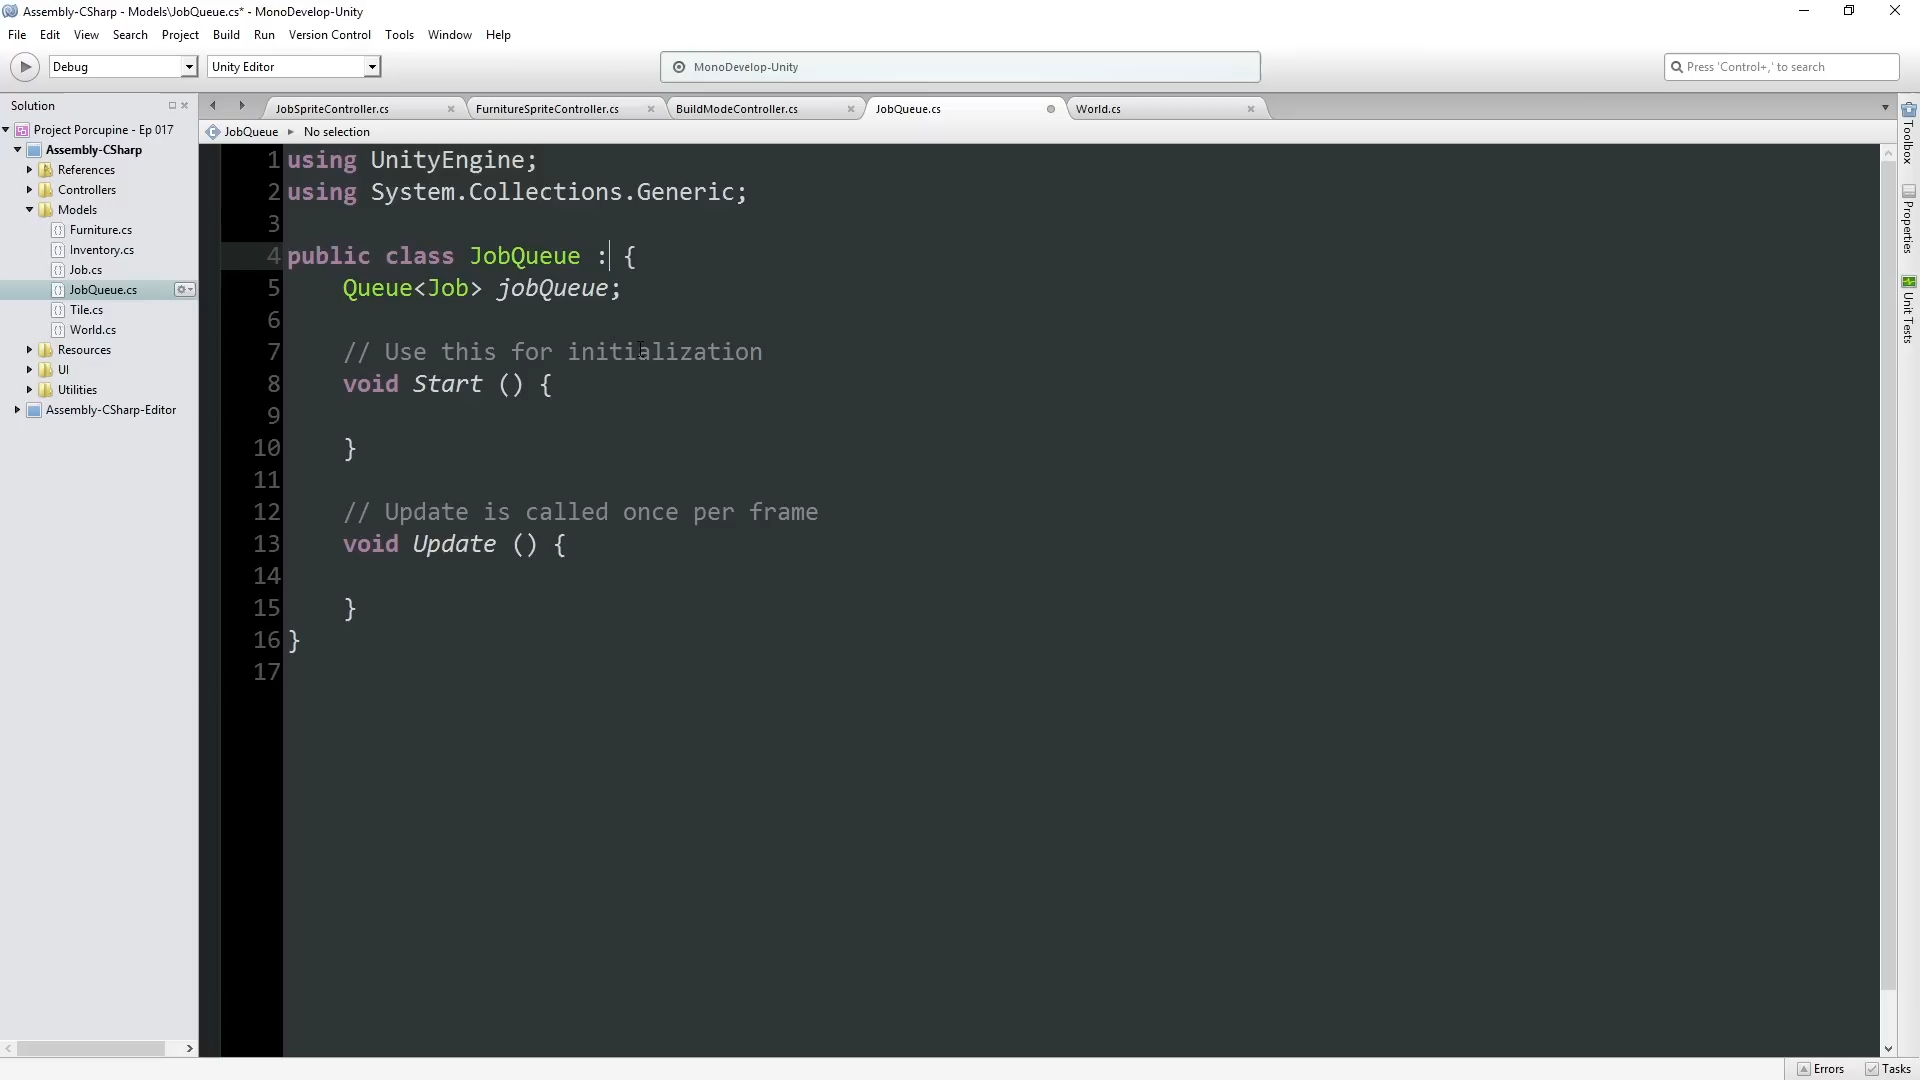 Assembly-CSharp - Models\JobQueue.cs* - MonoDevelop-Unity
File Edit View Search Project Build Run Version Control Tools Window Help
Debug Unity Editor MonoDevelop-Unity Press 'Control+,' to search
Solution
JobSpriteController.cs FurnitureSpriteController.cs BuildModeController.cs JobQueue.cs World.cs
JobQueue No selection
Project Porcupine - Ep 017
Assembly-CSharp
References
Controllers
Models
Furniture.cs
Inventory.cs
Job.cs
JobQueue.cs
Tile.cs
World.cs
Resources
UI
Utilities
Assembly-CSharp-Editor
1 using UnityEngine;
2 using System.Collections.Generic;
3
4 public class JobQueue : {
5 Queue<Job> jobQueue;
6
7 // Use this for initialization
8 void Start () {
9
10 }
11
12 // Update is called once per frame
13 void Update () {
14
15 }
16 }
17
Toolbox
Properties
Unit Tests
Errors Tasks